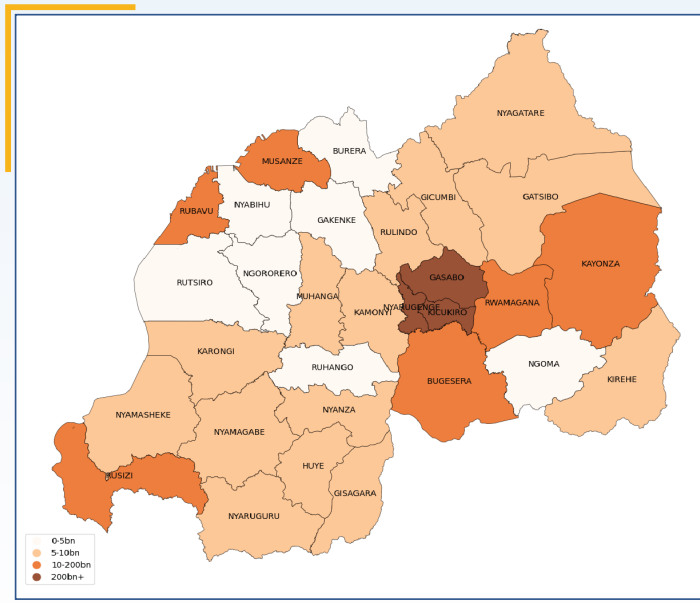 NYAGATARE
BURERA
MUSANZE
GICUMBI
GATSIBO
NYABIHU
RUBAVU
GAKENKE
RULINDO
KAYONZA
NGORORERO
GASABO
RUTSIRO
MUHANGA
RWAMAGANA
NYARUGENGE
KAMONYI
KICUKIRO
KARONGI
NGOMA
RUHANGO
BUGESERA
KIREHE
NYANZA
NYAMASHEKE
NYAMAGABE
HUYE
RUSIZI
GISAGARA
NYARUGURU
0-5bn
5-10bn
10-200bn
200bn+